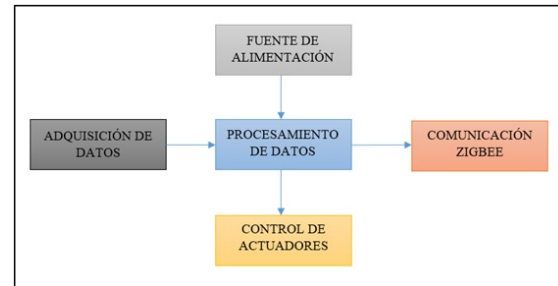 FUENTE DE
ALIMENTACIÓN
ADQUISICIÓN DE
DATOS
PROCESAMIENTO
DE DATOS
COMUNICACIÓN
ZIGBEE
CONTROL DE
ACTUADORES